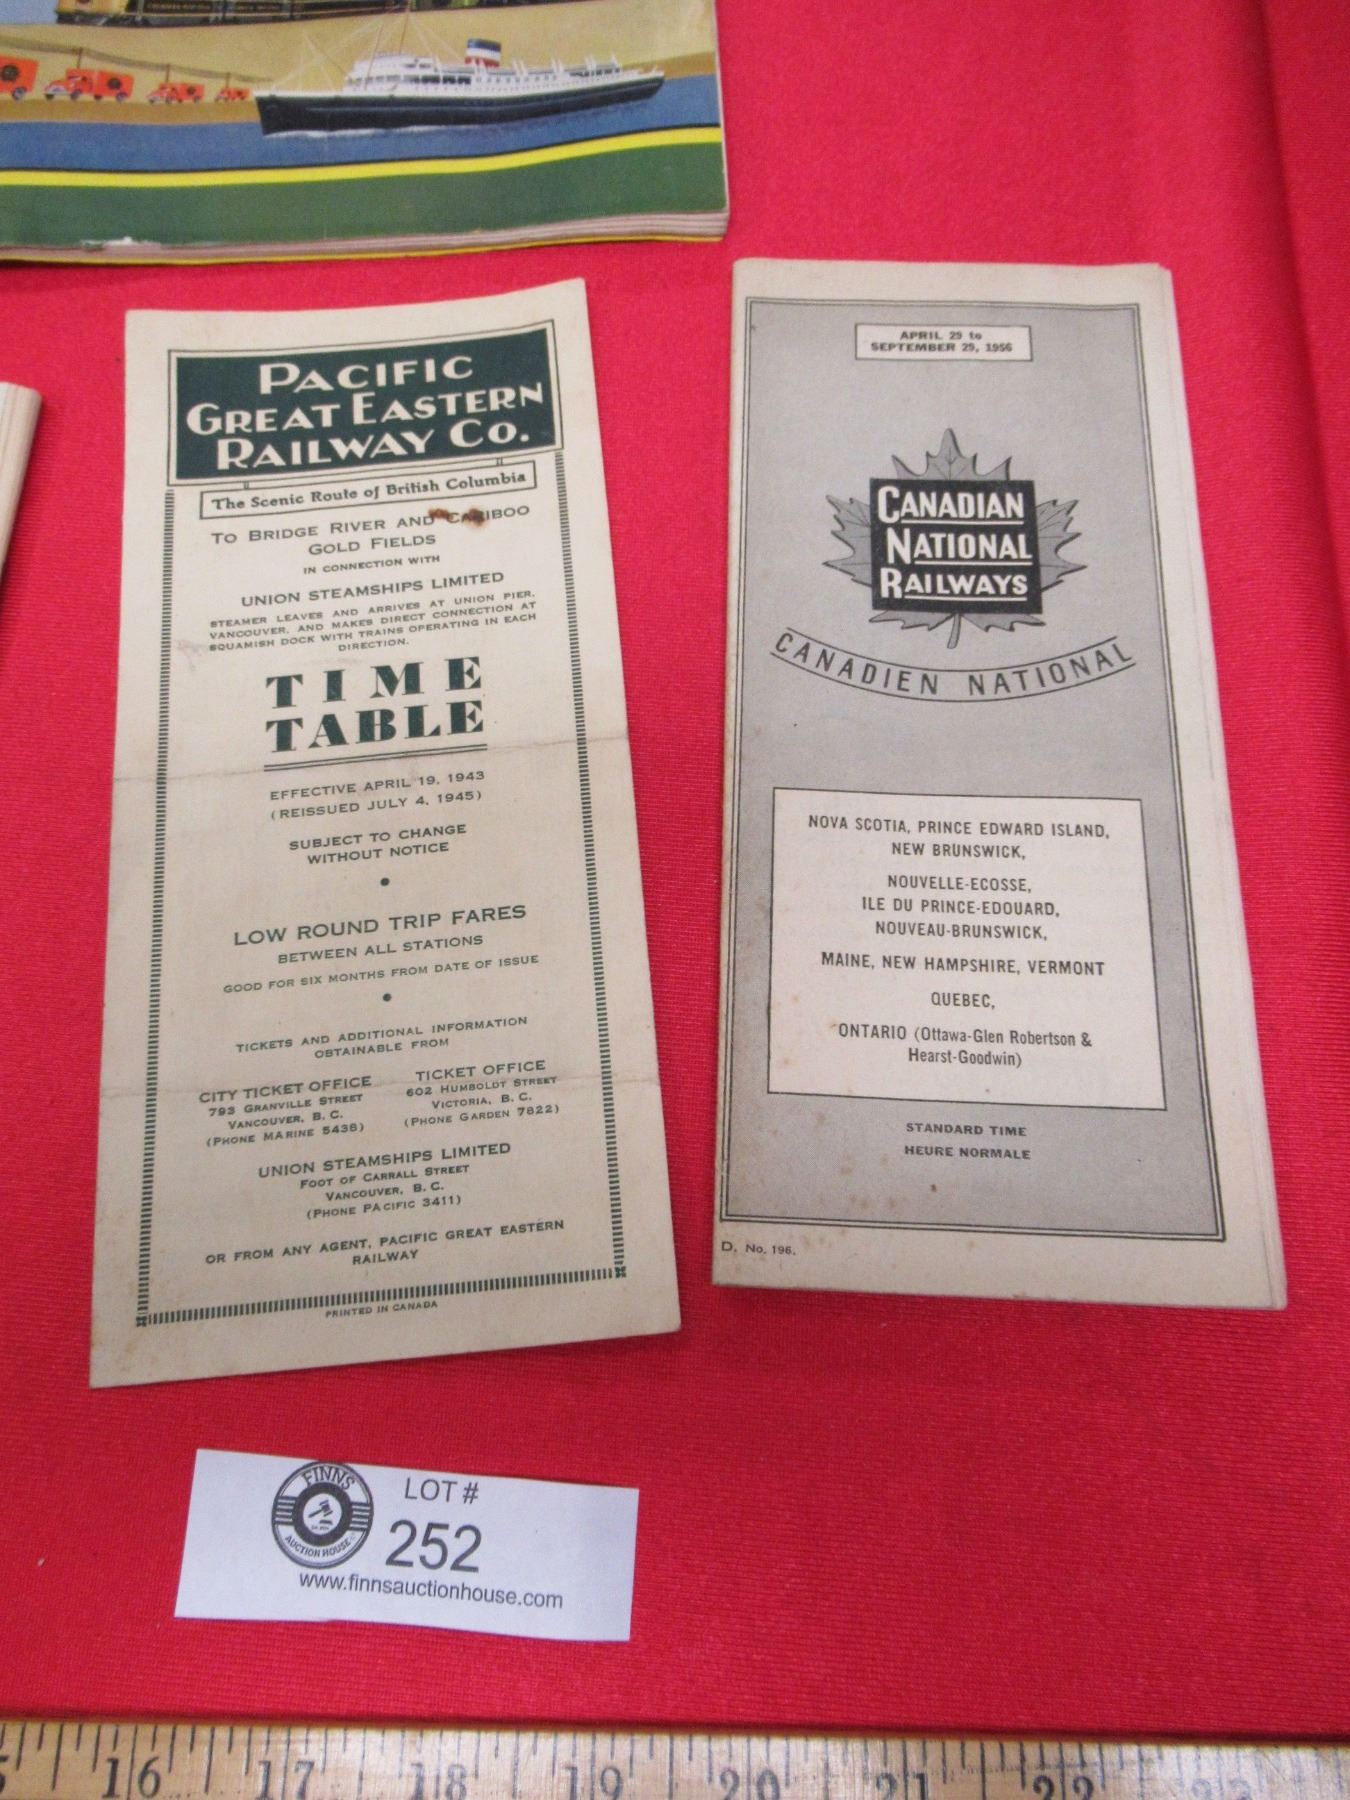 PACIFIC
GREAT EASTERN
RAILWAY CO.
The Scenic Route of British Columbia
TO BRIDGE RIVER AND CARIBOO
GOLD FIELDS
IN CONNECTION WITH
UNION STEAMSHIPS LIMITED
STEAMER LEAVES AND ARRIVES AT UNION PIER,
VANCOUVER, AND MAKES DIRECT CONNECTION AT
SQUAMISH DOCK WITH TRAINS OPERATING IN EACH
DIRECTION.
TIME
TABLE
EFFECTIVE APRIL 19, 1943
(REISSUED JULY 4, 1945)
SUBJECT TO CHANGE
WITHOUT NOTICE
LOW ROUND TRIP FARES
BETWEEN ALL STATIONS
GOOD FOR SIX MONTHS FROM DATE OF ISSUE
TICKETS AND ADDITIONAL INFORMATION
OBTAINABLE FROM
CITY TICKET OFFICE
793 GRANVILLE STREET
VANCOUVER, B. C.
(PHONE MARINE 5438)
TICKET OFFICE
602 HUMBOLDT STREET
VICTORIA, B. C.
(PHONE GARDEN 7822)
UNION STEAMSHIPS LIMITED
FOOT OF CARRALL STREET
VANCOUVER, B. C.
(PHONE PACIFIC 3411)
OR FROM ANY AGENT, PACIFIC GREAT EASTERN
RAILWAY
PRINTED IN CANADA
APRIL 29 to
SEPTEMBER 29, 1956
CANADIAN
NATIONAL
RAILWAYS
CANADIEN NATIONAL
NOVA SCOTIA, PRINCE EDWARD ISLAND,
NEW BRUNSWICK,
NOUVELLE-ECOSSE,
ILE DU PRINCE-EDOUARD,
NOUVEAU-BRUNSWICK,
MAINE, NEW HAMPSHIRE, VERMONT
QUEBEC,
ONTARIO (Ottawa-Glen Robertson &
Hearst-Goodwin)
STANDARD TIME
HEURE NORMALE
D. No. 196.
FINNS
AUCTION HOUSE
LOT #
252
www.finnsauctionhouse.com
16 17 18 19 20 21 22 23